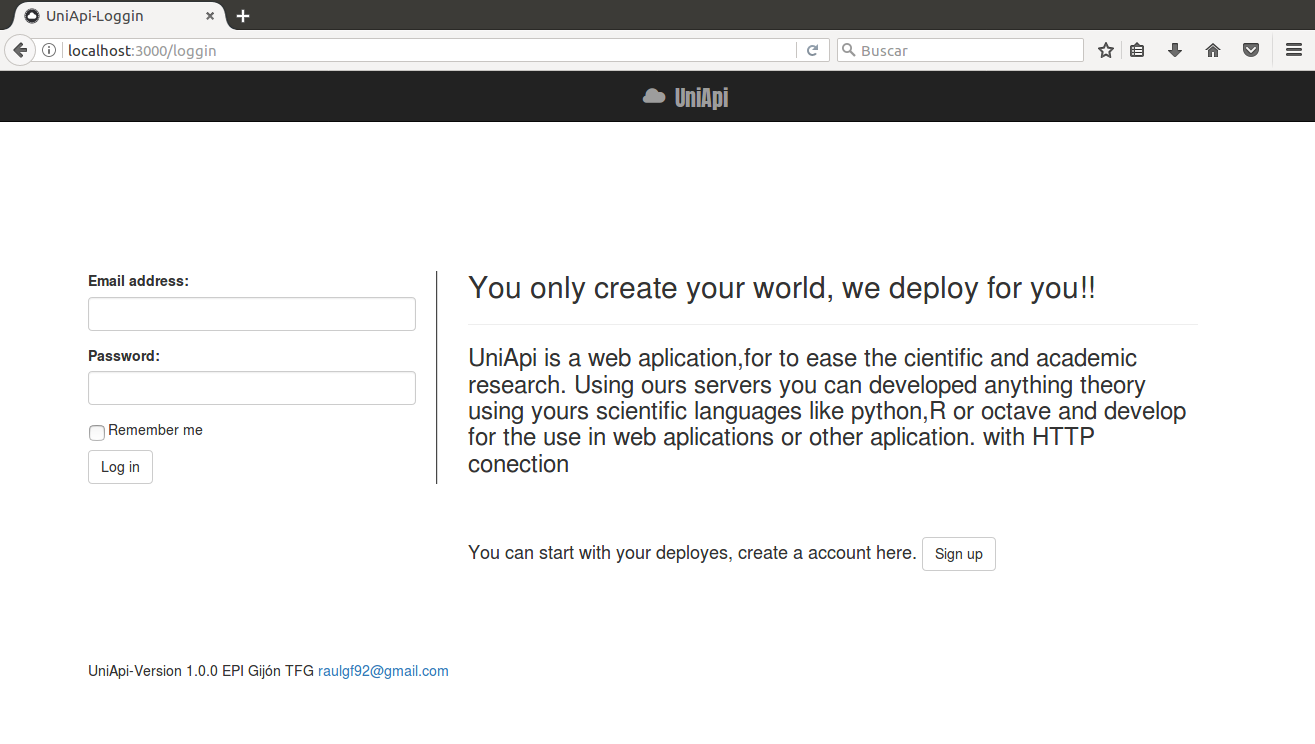 UniApi-Loggin
localhost:3000/loggin
Buscar
UniApi
Email address:
Password:
Remember me
Log in
You only create your world, we deploy for you!!
UniApi is a web aplication,for to ease the cientific and academic
research. Using ours servers you can developed anything theory
using yours scientific languages like python,R or octave and develop
for the use in web aplications or other aplication. with HTTP
conection
You can start with your deployes, create a account here. Sign up
UniApi-Version 1.0.0 EPI Gijón TFG raulgf92@gmail.com